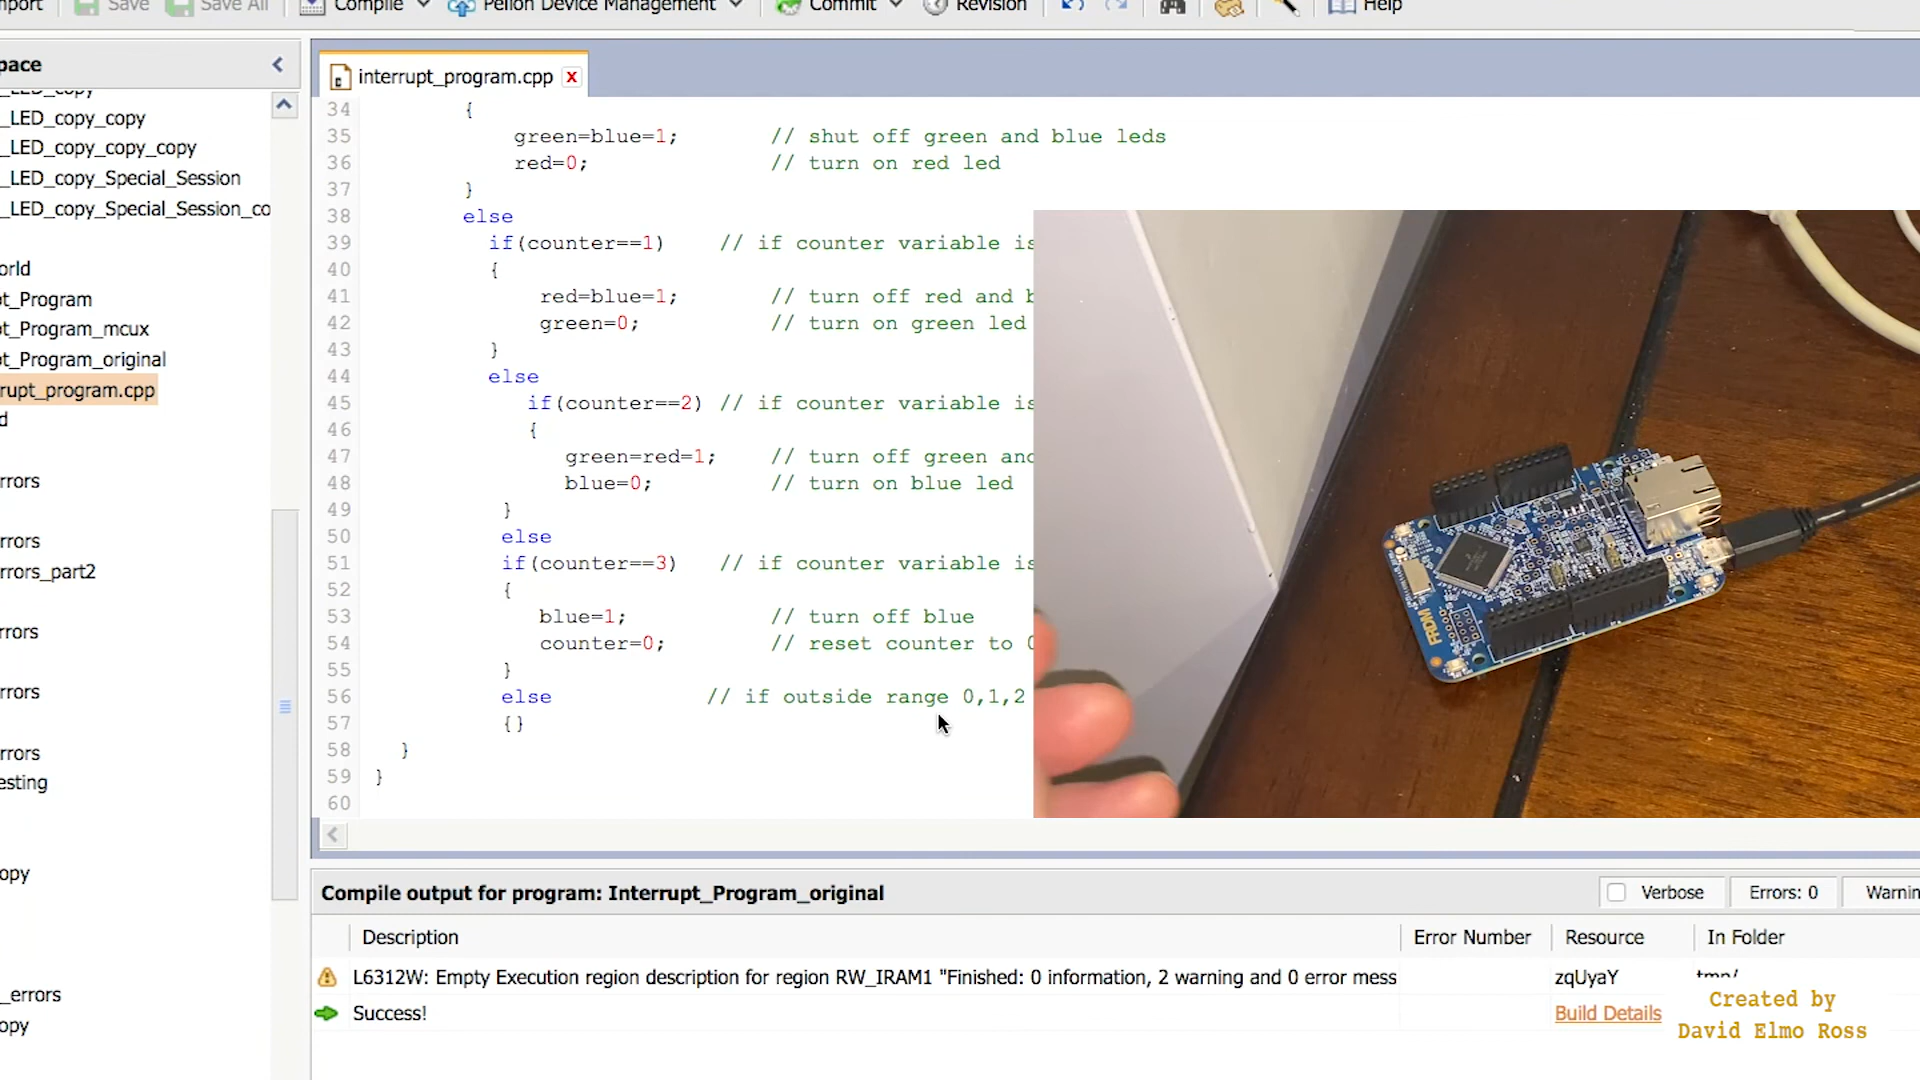 mport Save Save All Compile Pelion Device Management Commit Revision Help
pace
interrupt_program.cpp x
_LED_copy
_LED_copy_copy
_LED_copy_copy_copy
_LED_copy_Special_Session
_LED_copy_Special_Session_co
orld
pt_Program
pt_Program_mcux
pt_Program_original
rrupt_program.cpp
d
rrors
rrors
rrors_part2
rrors
rrors
rrors
esting
opy
_errors
opy
34 {
35 green=blue=1; // shut off green and blue leds
36 red=0; // turn on red led
37 }
38 else
39 if(counter==1) // if counter variable is
40 {
41 red=blue=1; // turn off red and b
42 green=0; // turn on green led
43 }
44 else
45 if(counter==2) // if counter variable is
46 {
47 green=red=1; // turn off green and
48 blue=0; // turn on blue led
49 }
50 else
51 if(counter==3) // if counter variable is
52 {
53 blue=1; // turn off blue
54 counter=0; // reset counter to 0
55 }
56 else // if outside range 0,1,2
57 {}
58 }
59 }
60
FRDM
Compile output for program: Interrupt_Program_original
Verbose Errors: 0 Warnin
Description Error Number Resource In Folder
L6312W: Empty Execution region description for region RW_IRAM1 "Finished: 0 information, 2 warning and 0 error mess zqUyaY tmp/
Success! Build Details
Created by
David Elmo Ross